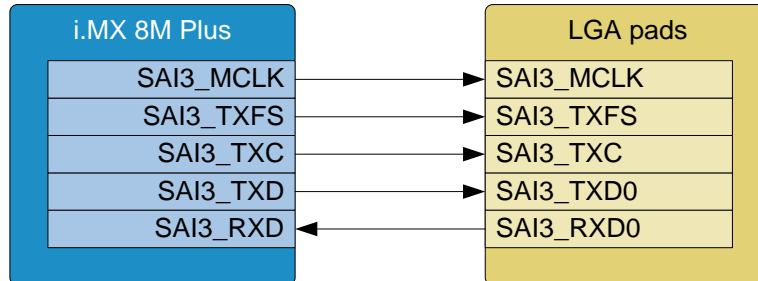 i.MX 8M Plus
LGA pads
SAI3_MCLK
SAI3_MCLK
SAI3_TXFS
SAI3_TXFS
SAI3_TXC
SAI3_TXC
SAI3_TXD
SAI3_TXD0
SAI3_RXD
SAI3_RXD0